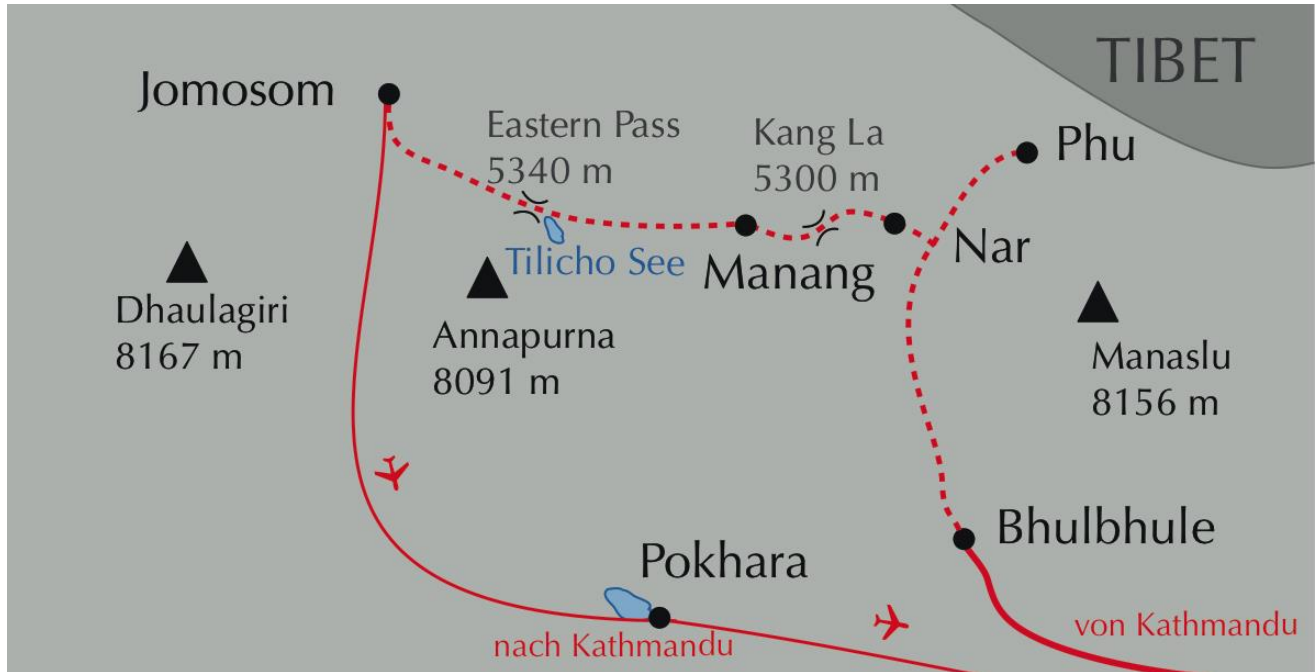 TIBET
Jomosom
Eastern Pass
5340 m
Kang La
5300 m
Phu
Tilicho See
Manang
Nar
Dhaulagiri
8167 m
Annapurna
8091 m
Manaslu
8156 m
Bhulbhule
Pokhara
nach Kathmandu
von Kathmandu